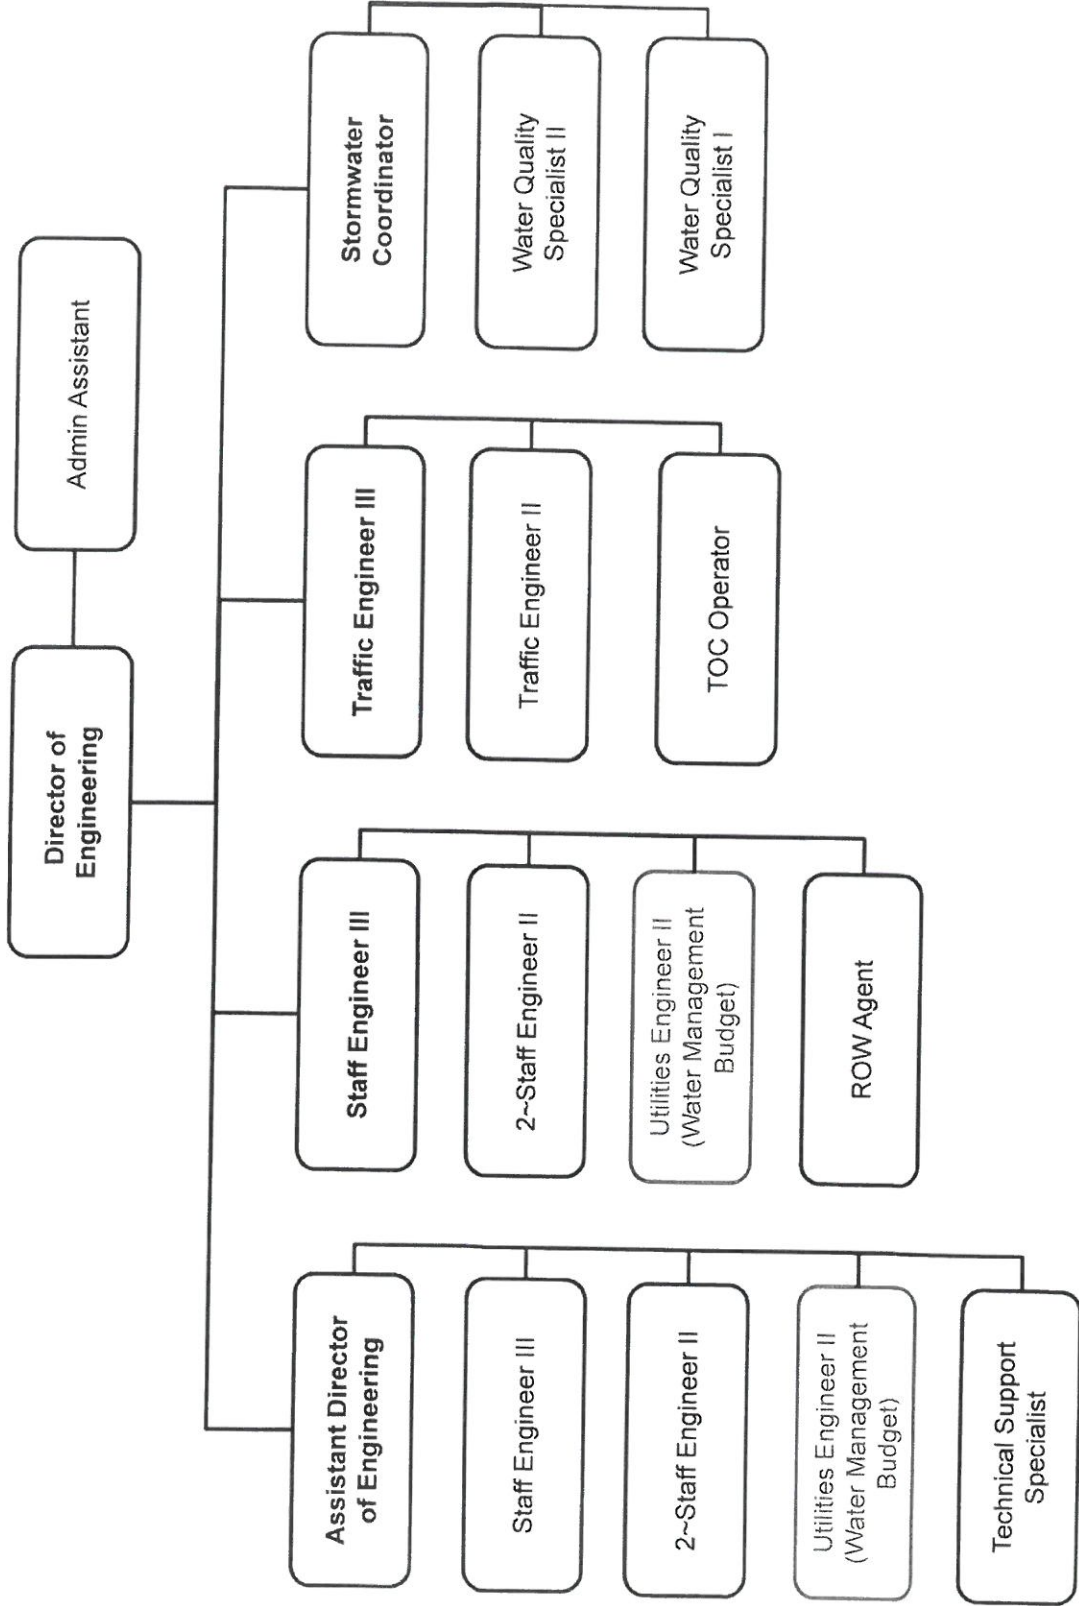 Director of
Engineering
Admin Assistant
Assistant Director
of Engineering
Staff Engineer III
2~Staff Engineer II
Utilities Engineer II
(Water Management
Budget)
Technical Support
Specialist
Staff Engineer III
2~Staff Engineer II
Utilities Engineer II
(Water Management
Budget)
ROW Agent
Traffic Engineer III
Traffic Engineer II
TOC Operator
Stormwater
Coordinator
Water Quality
Specialist II
Water Quality
Specialist I